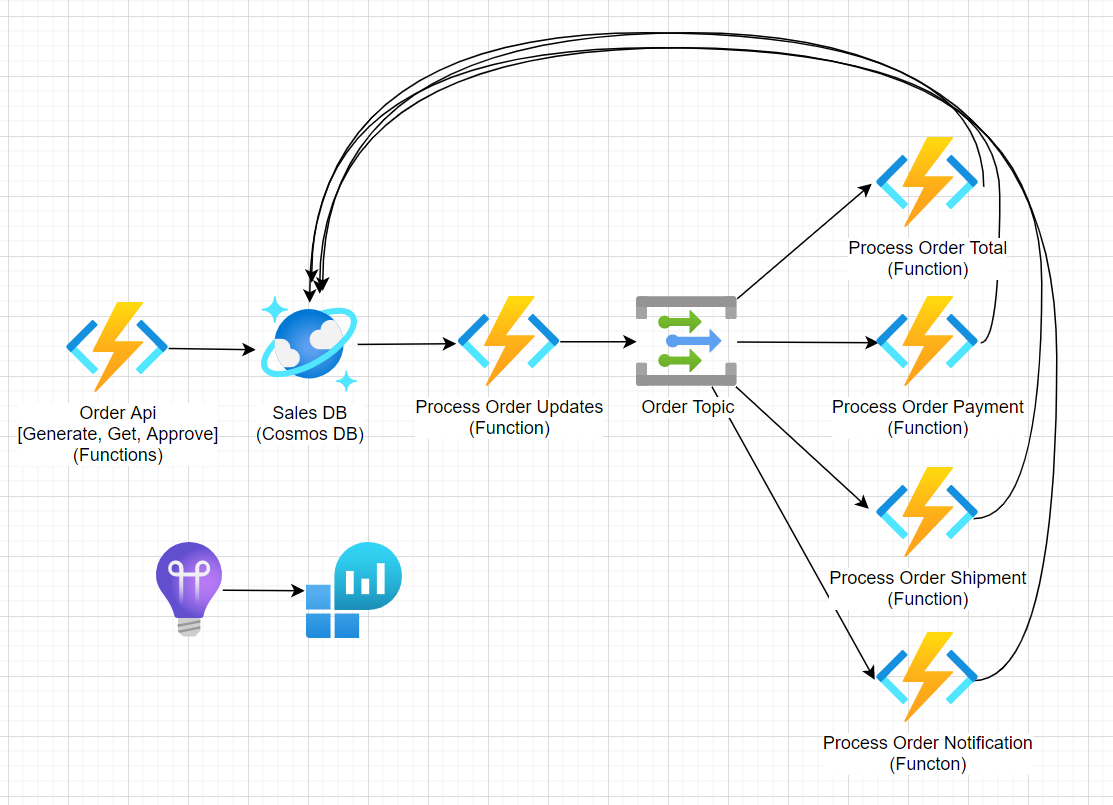 Process Order Total
(Function)
Order Api
[Generate, Get, Approve]
(Functions)
Sales DB
(Cosmos DB)
Process Order Updates
(Function)
Order Topic
Process Order Payment
(Function)
Process Order Shipment
(Function)
Process Order Notification
(Functon)